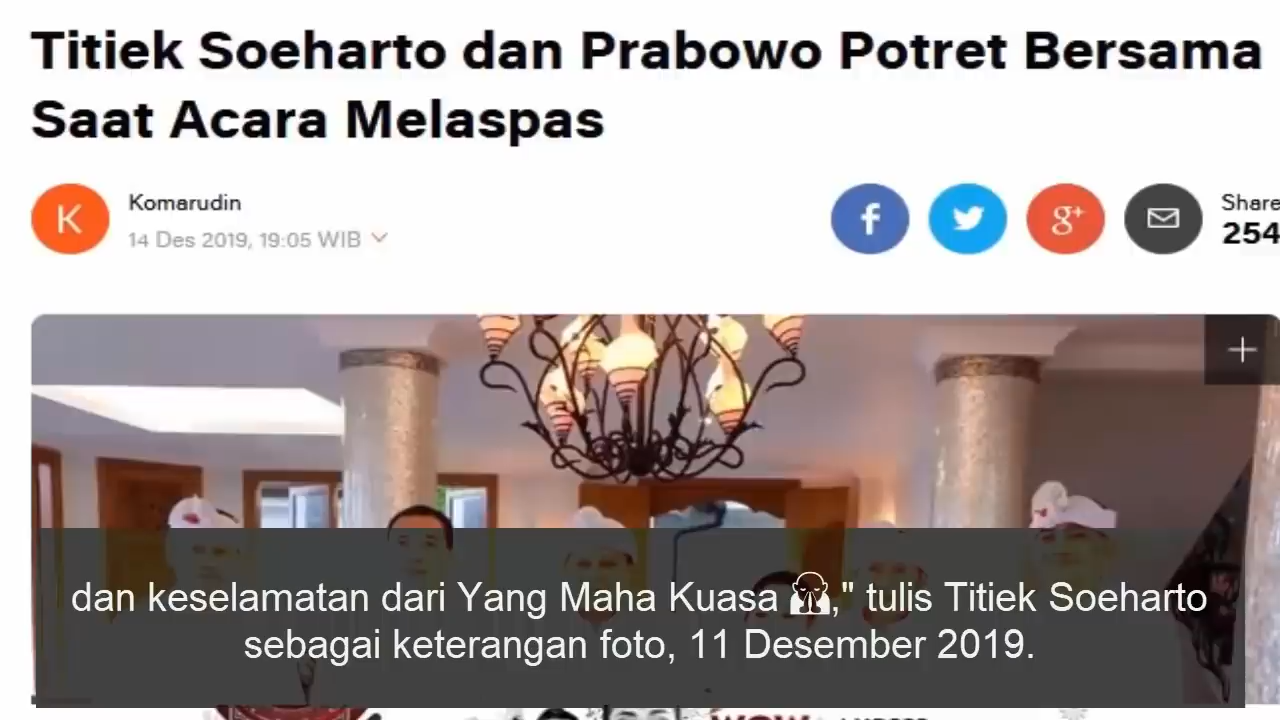 Titiek Soeharto dan Prabowo Potret Bersama
Saat Acara Melaspas
K
Komarudin
14 Des 2019, 19:05 WIB
f
g+
Share
254
dan keselamatan dari Yang Maha Kuasa 🙏," tulis Titiek Soeharto
sebagai keterangan foto, 11 Desember 2019.